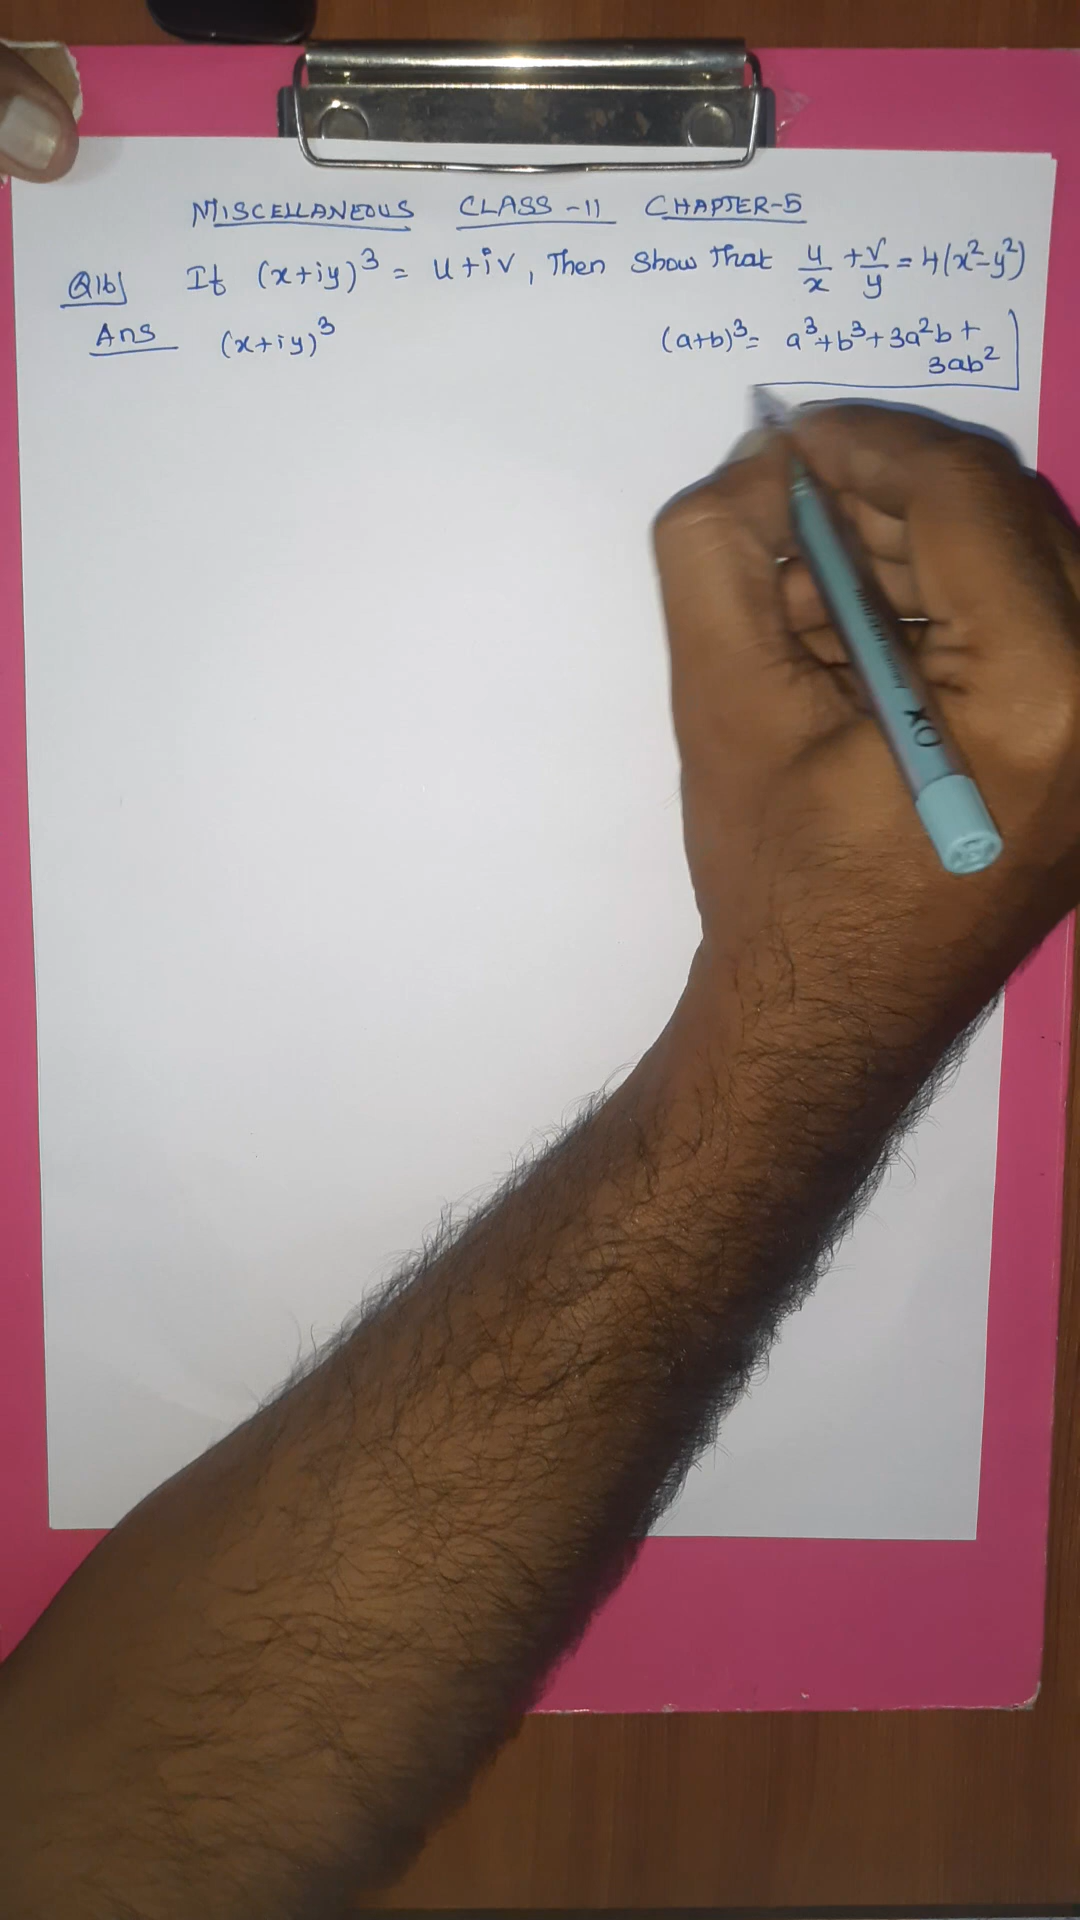 MISCELLANEOUS CLASS-11 CHAPTER-5
Q16) If (x+iy)³ = u+iv, Then Show That u/x + v/y = 4(x²-y²)
Ans (x+iy)³ (a+b)³= a³+b³+3a²b+
3ab²
XO